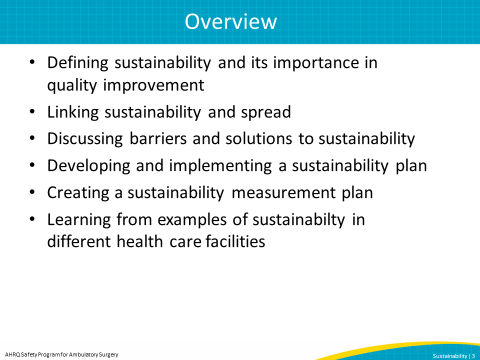 Overview
• Defining sustainability and its importance in
quality improvement
• Linking sustainability and spread
• Discussing barriers and solutions to sustainability
• Developing and implementing a sustainability plan
• Creating a sustainability measurement plan
• Learning from examples of sustainabilty in
different health care facilities
AHRQ Safety Program for Ambulatory Surgery
Sustainability | 3